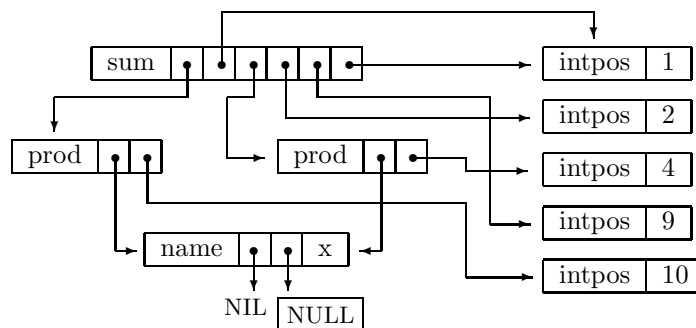 sum
intpos 1
intpos 2
prod
prod
intpos 4
intpos 9
name x
intpos 10
NIL
NULL